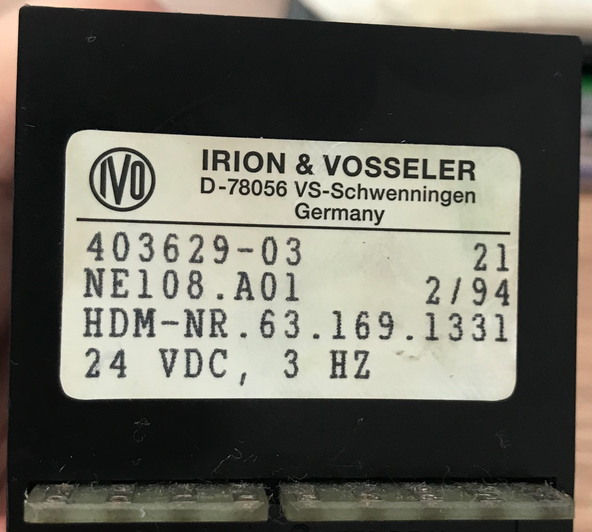 IVO IRION & VOSSELER
D-78056 VS-Schwenningen
Germany
403629-03 21
NE108.A01 2/94
HDM-NR.63.169.1331
24 VDC, 3 HZ